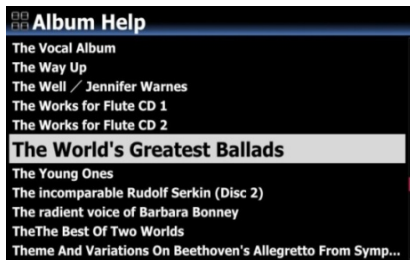 Album Help
The Vocal Album
The Way Up
The Well ／ Jennifer Warnes
The Works for Flute CD 1
The Works for Flute CD 2
The World's Greatest Ballads
The Young Ones
The incomparable Rudolf Serkin (Disc 2)
The radient voice of Barbara Bonney
TheThe Best Of Two Worlds
Theme And Variations On Beethoven's Allegretto From Symp...